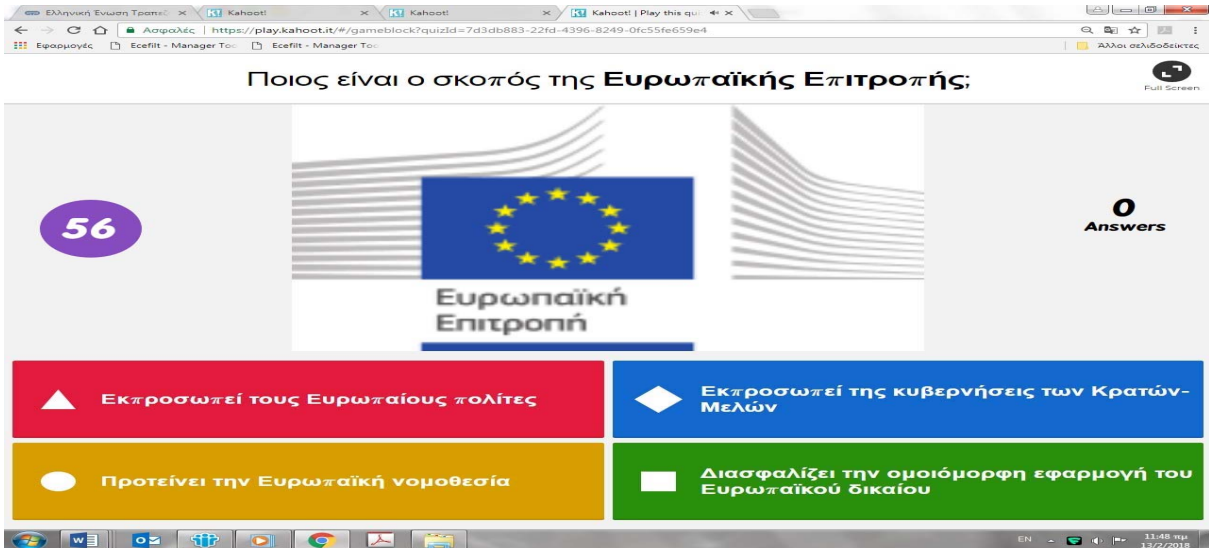 Ελληνική Ένωση Τραπεζ
Kahoot!
Kahoot!
Kahoot! | Play this qui
Ασφαλές | https://play.kahoot.it/#/gameblock?quizId=7d3db883-22fd-4396-8249-0fc55fe659e4
Εφαρμογές Ecefilt - Manager Toc Ecefilt - Manager Toc Άλλοι σελιδοδείκτες
Ποιος είναι ο σκοπός της Ευρωπαϊκής Επιτροπής;
Full Screen
56
0
Answers
Ευρωπαϊκή
Επιτροπή
Εκπροσωπεί τους Ευρωπαίους πολίτες
Εκπροσωπεί της κυβερνήσεις των Κρατών-
Μελών
Προτείνει την Ευρωπαϊκή νομοθεσία
Διασφαλίζει την ομοιόμορφη εφαρμογή του
Ευρωπαϊκού δικαίου
EN
11:48 πμ
13/2/2018